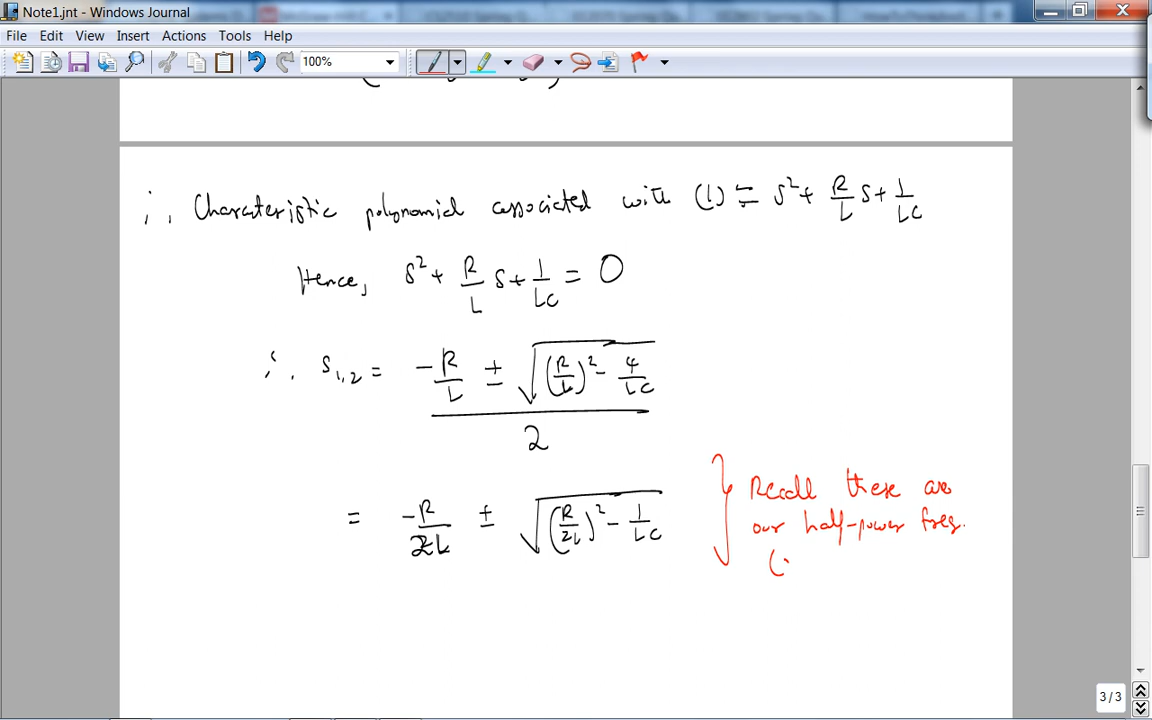 Note1.jnt - Windows Journal
File Edit View Insert Actions Tools Help
100%
∴ Charateristic polynomial associated with (1) = s² + R/L s + 1/LC
Hence, s² + R/L s + 1/LC = 0
∴ s₁,₂ = (-R/L ± √((R/L)² - 4/LC)) / 2
= -R/2L ± √((R/2L)² - 1/LC)
Recall these are
our half-power freq.
(
3 / 3